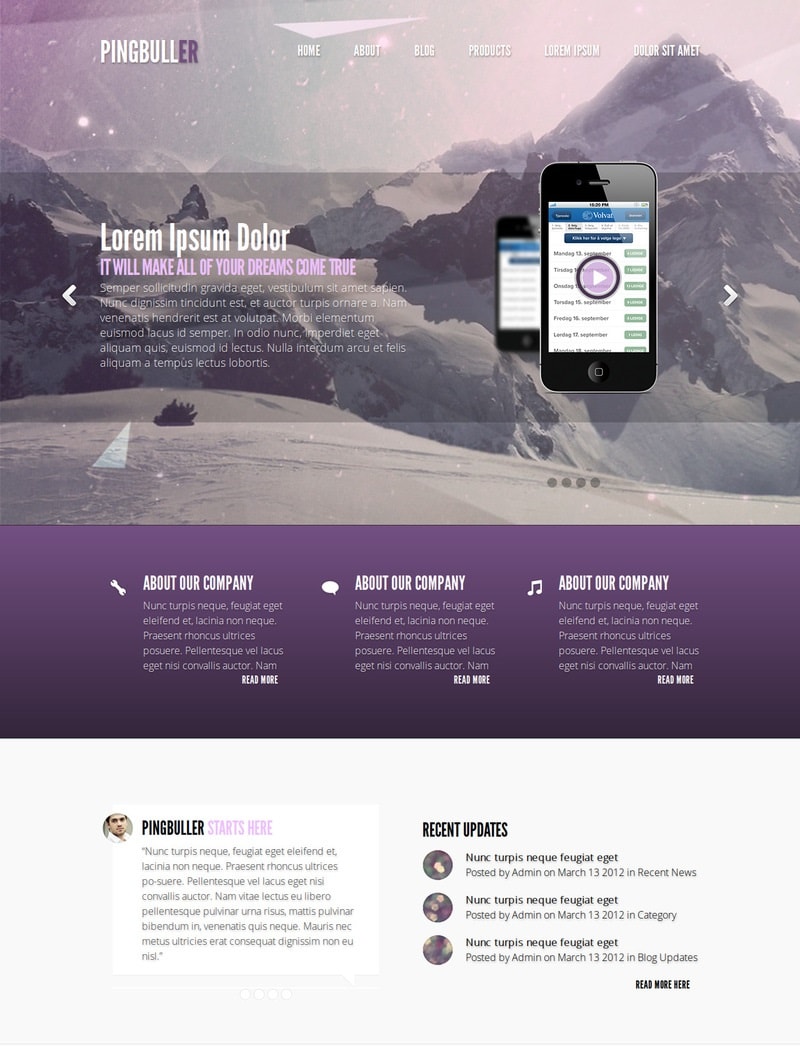 PINGBULLER
HOME ABOUT BLOG PRODUCTS LOREM IPSUM DOLOR SIT AMET
Lorem Ipsum Dolor
IT WILL MAKE ALL OF YOUR DREAMS COME TRUE
Semper sollicitudin gravida eget, vestibulum sit amet sapien.
Nunc dignissim tincidunt est, et auctor turpis ornare a. Nam
venenatis hendrerit est at volutpat. Morbi elementum
euismod lacus id semper. In odio nunc, imperdiet eget
aliquam quis, euismod id lectus. Nulla interdum arcu et felis
aliquam a tempus lectus lobortis.
10:20 PM
Volvat
Klikk her for å velge lege
Mandag 13. september
Tirsdag
Onsdag
Torsdag 15. september
Fredag 16. september
Lørdag 17. september
Mandag 18. september
ABOUT OUR COMPANY
Nunc turpis neque, feugiat eget
eleifend et, lacinia non neque.
Praesent rhoncus ultrices
posuere. Pellentesque vel lacus
eget nisi convallis auctor. Nam
READ MORE
ABOUT OUR COMPANY
Nunc turpis neque, feugiat eget
eleifend et, lacinia non neque.
Praesent rhoncus ultrices
posuere. Pellentesque vel lacus
eget nisi convallis auctor. Nam
READ MORE
ABOUT OUR COMPANY
Nunc turpis neque, feugiat eget
eleifend et, lacinia non neque.
Praesent rhoncus ultrices
posuere. Pellentesque vel lacus
eget nisi convallis auctor. Nam
READ MORE
PINGBULLER STARTS HERE
“Nunc turpis neque, feugiat eget eleifend et,
lacinia non neque. Praesent rhoncus ultrices
po-suere. Pellentesque vel lacus eget nisi
convallis auctor. Nam vitae lectus eu libero
pellentesque pulvinar urna risus, mattis pulvinar
bibendum in, venenatis quis neque. Mauris nec
metus ultricies erat consequat dignissim non eu
nisl.”
RECENT UPDATES
Nunc turpis neque feugiat eget
Posted by Admin on March 13 2012 in Recent News
Nunc turpis neque feugiat eget
Posted by Admin on March 13 2012 in Category
Nunc turpis neque feugiat eget
Posted by Admin on March 13 2012 in Blog Updates
READ MORE HERE